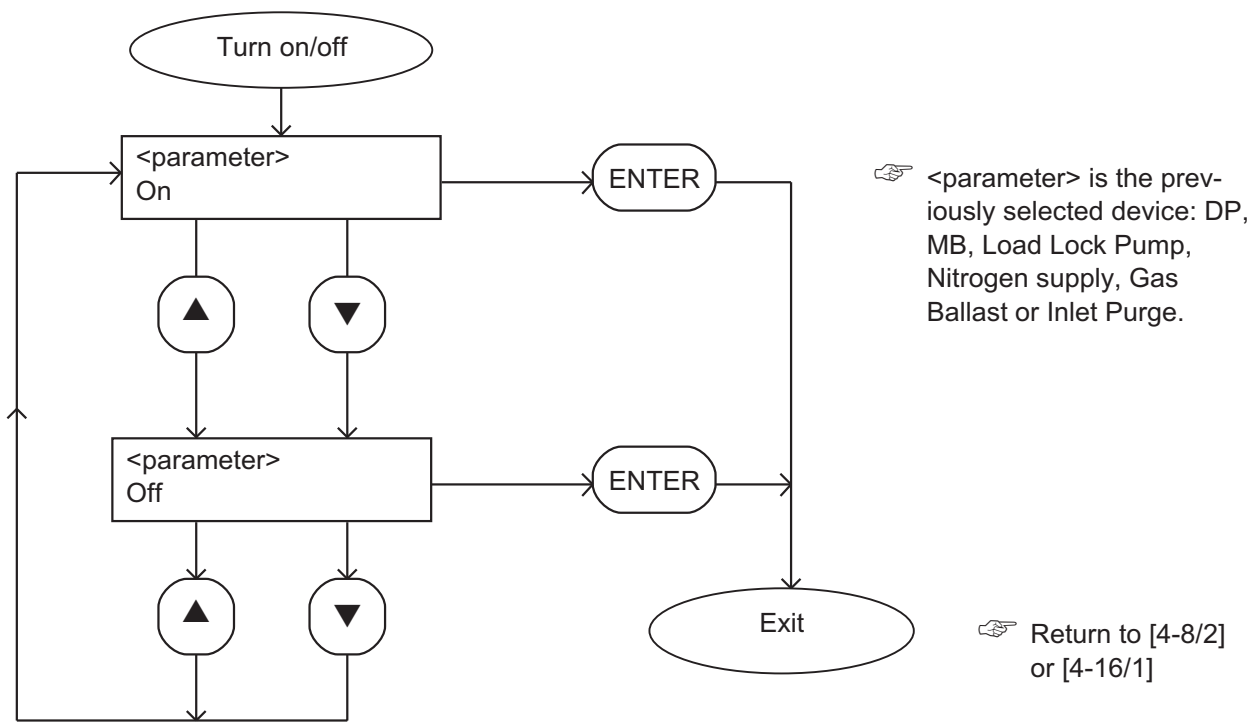 Turn on/off
<parameter>
On
ENTER
☞ <parameter> is the prev-
iously selected device: DP,
MB, Load Lock Pump,
Nitrogen supply, Gas
Ballast or Inlet Purge.
▲ ▼
<parameter>
Off
ENTER
▲ ▼
Exit
☞ Return to [4-8/2]
or [4-16/1]